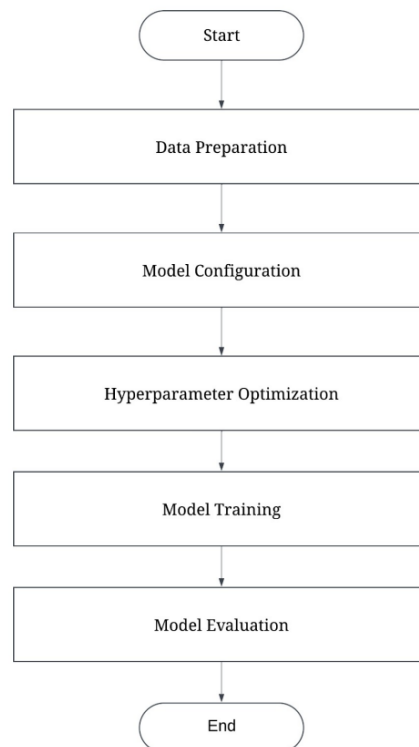 Start
Data Preparation
Model Configuration
Hyperparameter Optimization
Model Training
Model Evaluation
End